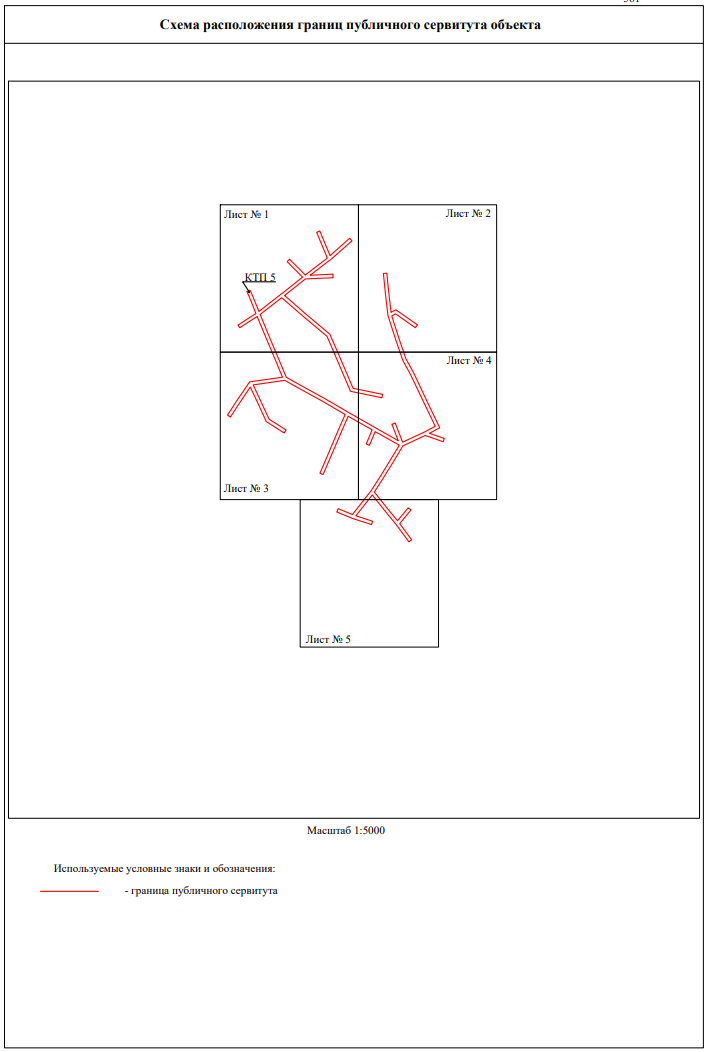 Схема расположения границ публичного сервитута объекта
Лист № 1
Лист № 2
КТП 5
Лист № 4
Лист № 3
Лист № 5
Масштаб 1:5000
Используемые условные знаки и обозначения:
- граница публичного сервитута